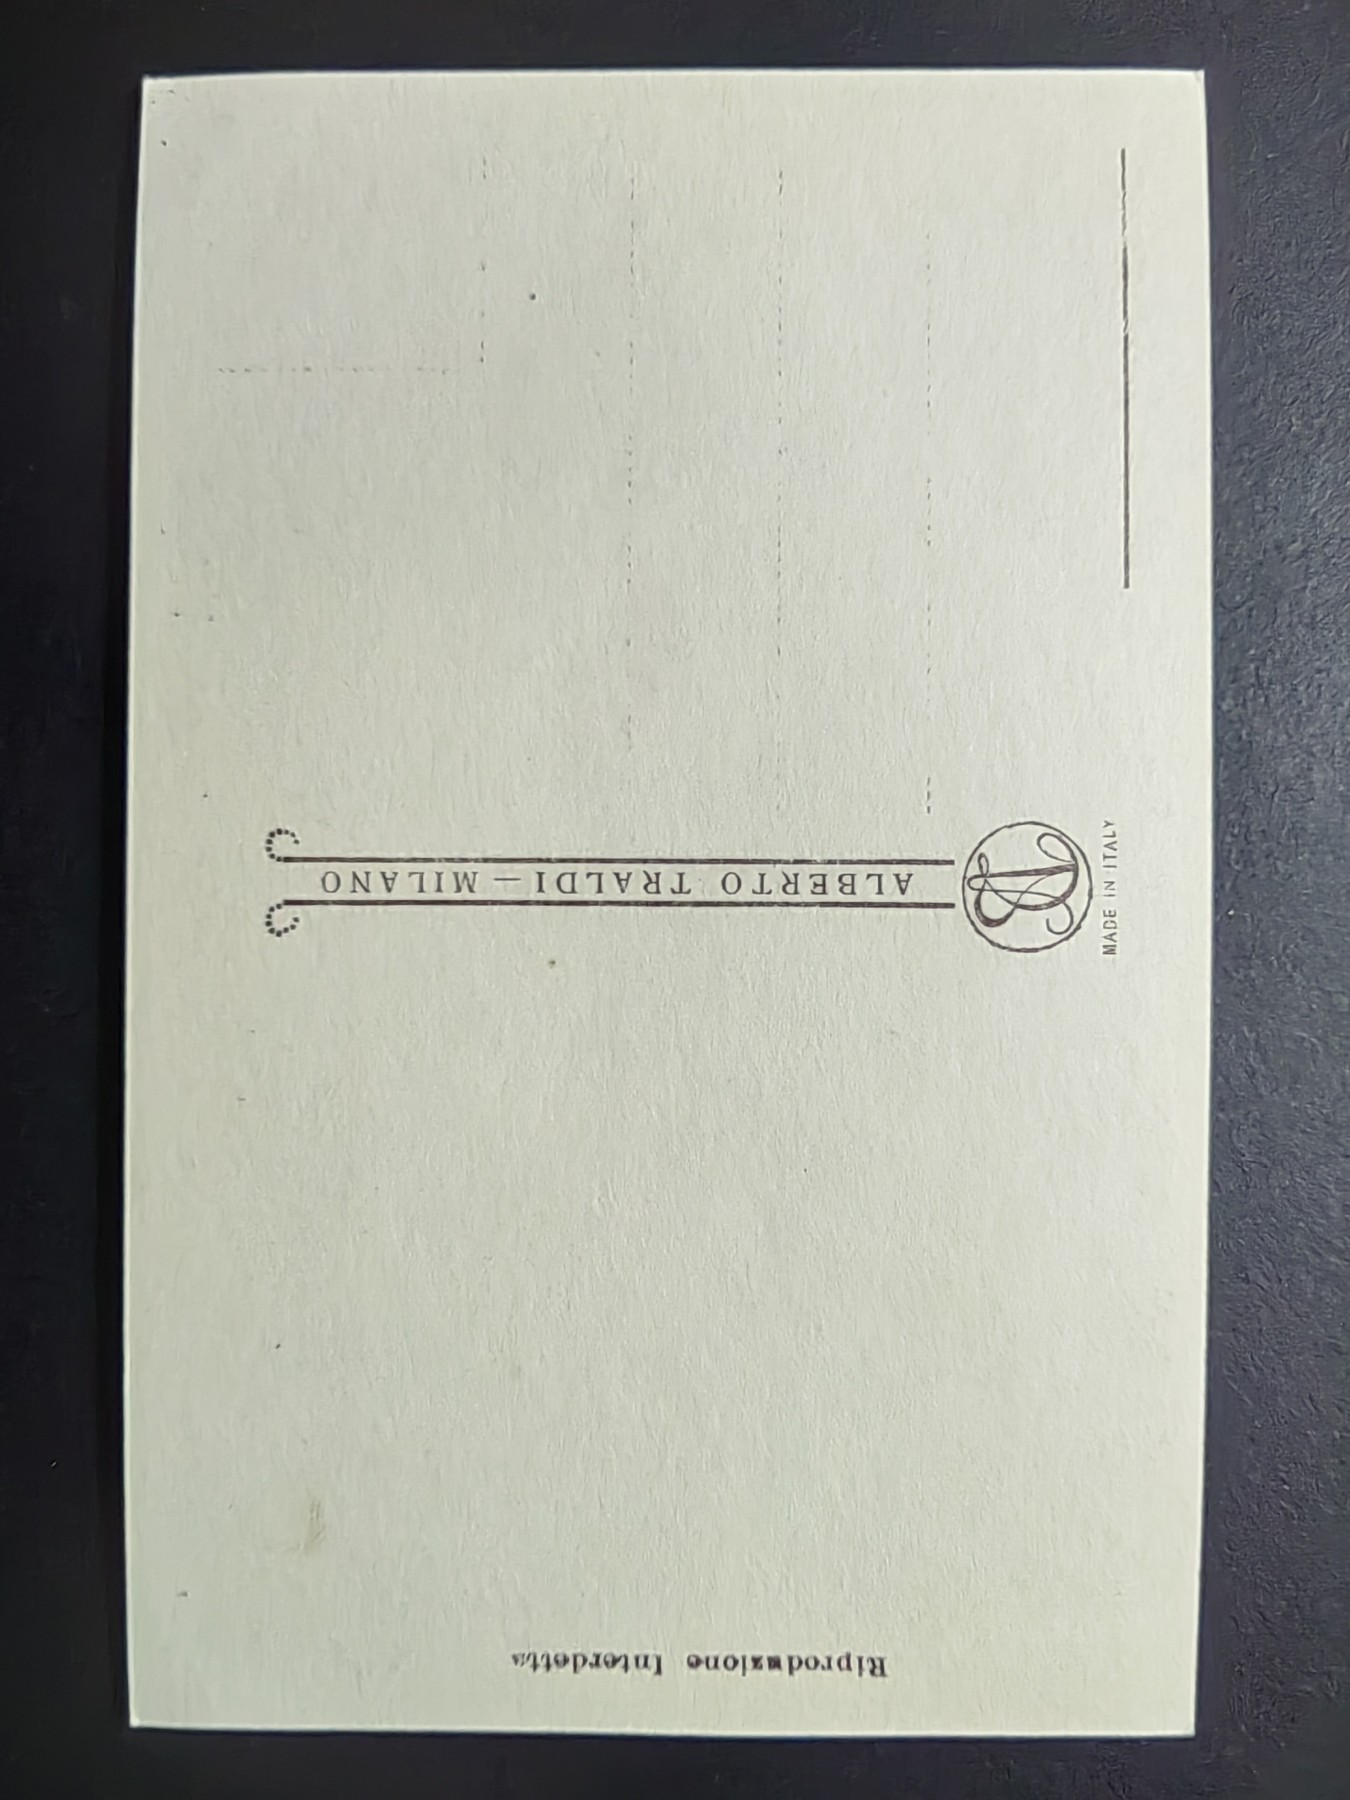 ALBERTO TRALDI — MILANO
MADE IN ITALY
Riproduzione Interdetta